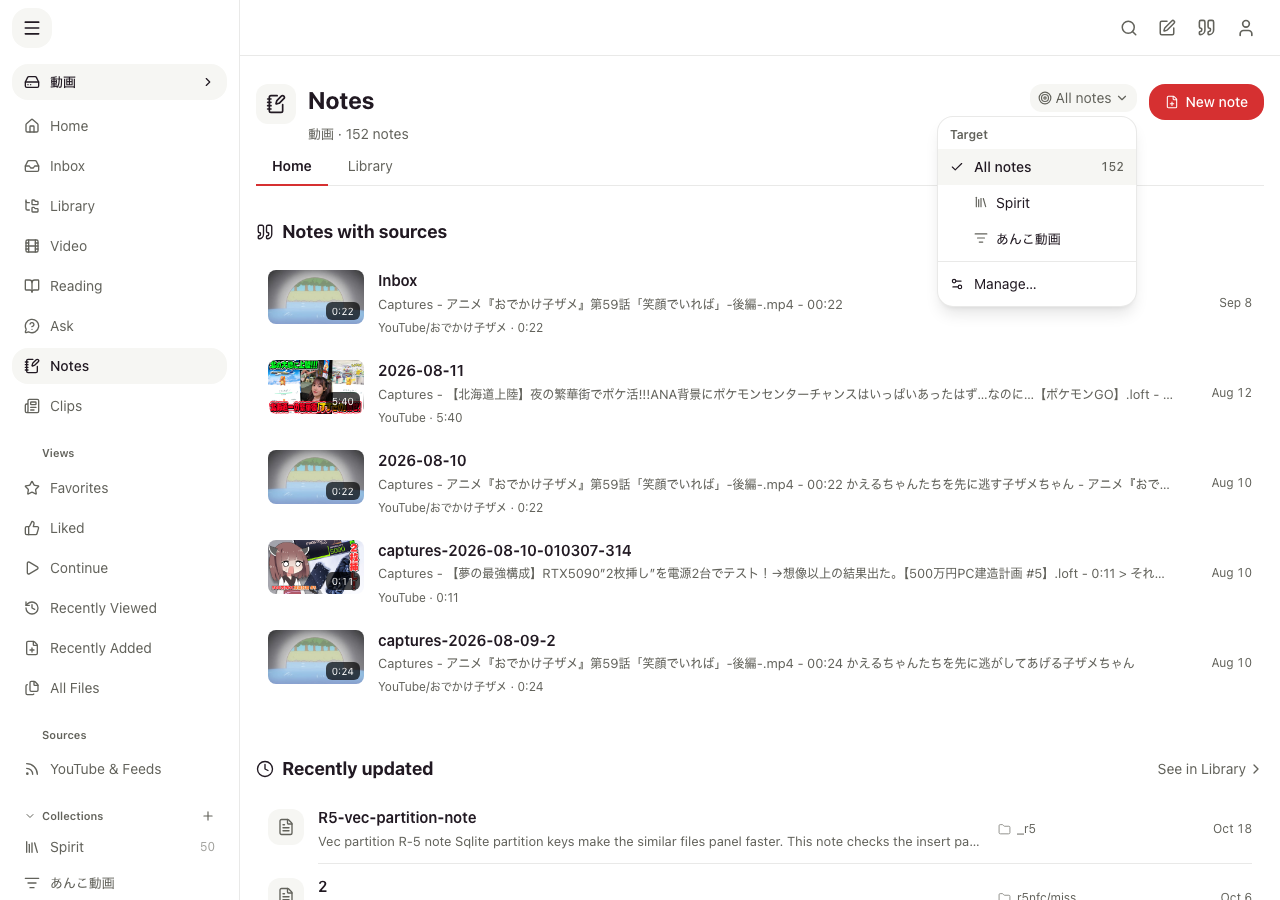 動画
Home
Inbox
Library
Video
Reading
Ask
Notes
Clips
Views
Favorites
Liked
Continue
Recently Viewed
Recently Added
All Files
Sources
YouTube & Feeds
Collections
Spirit 50
あんこ動画
Notes
動画 · 152 notes
All notes
New note
Target
All notes 152
Spirit
あんこ動画
Manage...
Home Library
Notes with sources
0:22
Inbox
Captures - アニメ『おでかけ子ザメ』第59話「笑顔でいれば」-後編-.mp4 - 00:22
YouTube/おでかけ子ザメ · 0:22
Sep 8
5:40
2026-08-11
Captures - 【北海道上陸】夜の繁華街でポケ活!!!ANA背景にポケモンセンターチャンスはいっぱいあったはず…なのに…【ポケモンGO】.loft - ...
YouTube · 5:40
Aug 12
0:22
2026-08-10
Captures - アニメ『おでかけ子ザメ』第59話「笑顔でいれば」-後編-.mp4 - 00:22 かえるちゃんたちを先に逃す子ザメちゃん - アニメ『おで...
YouTube/おでかけ子ザメ · 0:22
Aug 10
0:11
captures-2026-08-10-010307-314
Captures - 【夢の最強構成】RTX5090”2枚挿し”を電源2台でテスト！→想像以上の結果出た。【500万円PC建造計画 #5】.loft - 0:11 > それ...
YouTube · 0:11
Aug 10
0:24
captures-2026-08-09-2
Captures - アニメ『おでかけ子ザメ』第59話「笑顔でいれば」-後編-.mp4 - 00:24 かえるちゃんたちを先に逃がしてあげる子ザメちゃん
YouTube/おでかけ子ザメ · 0:24
Aug 10
Recently updated
See in Library
R5-vec-partition-note
Vec partition R-5 note Sqlite partition keys make the similar files panel faster. This note checks the insert pa...
_r5
Oct 18
2
r5pfc/miss
Oct 6